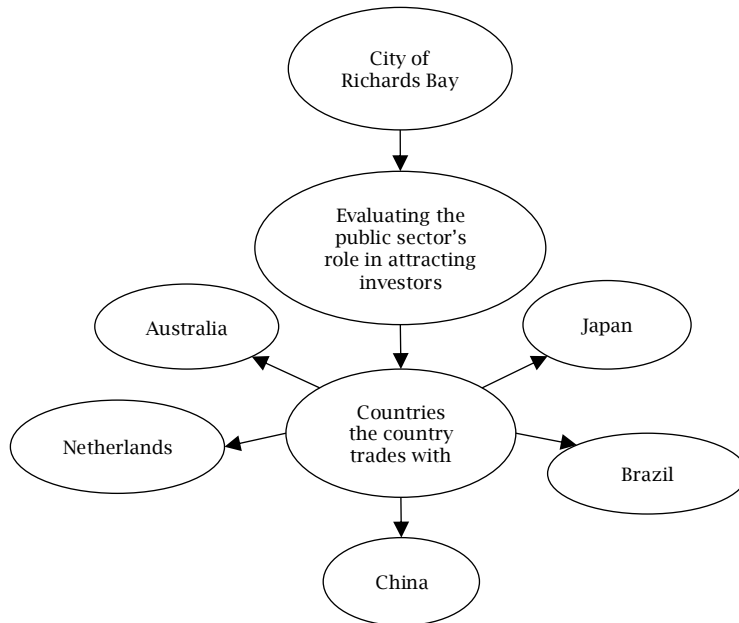 City of
Richards Bay
Evaluating the
public sector's
role in attracting
investors
Australia
Japan
Countries
the country
trades with
Netherlands
Brazil
China